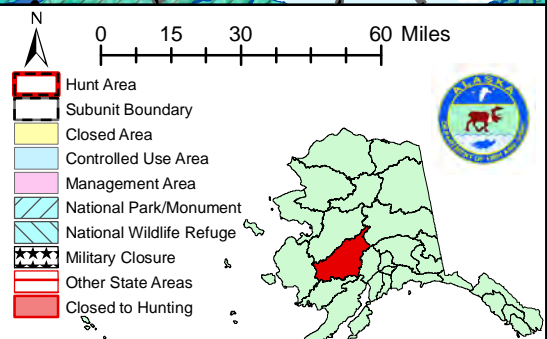 N
0 15 30 60 Miles
Hunt Area
Subunit Boundary
Closed Area
Controlled Use Area
Management Area
National Park/Monument
National Wildlife Refuge
Military Closure
Other State Areas
Closed to Hunting
ALASKA